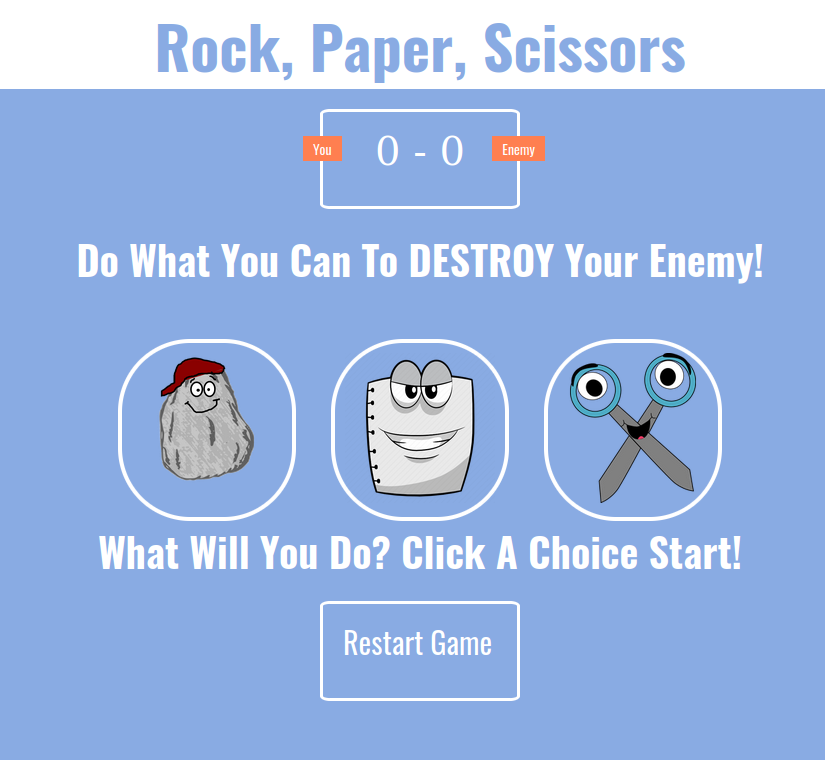 Rock, Paper, Scissors
You 0 - 0 Enemy
Do What You Can To DESTROY Your Enemy!
What Will You Do? Click A Choice Start!
Restart Game